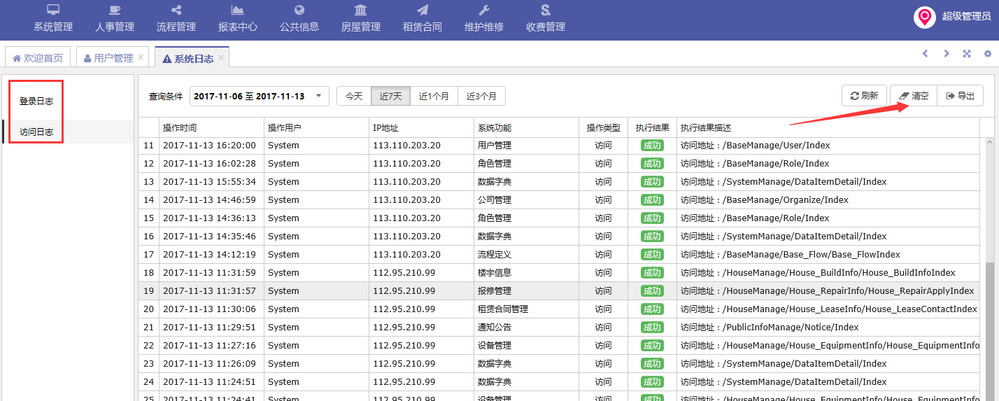 系统管理 人事管理 流程管理 报表中心 公共信息 房屋管理 租赁合同 维护维修 收费管理 超级管理员
欢迎首页 用户管理 × 系统日志 ×
登录日志
访问日志
查询条件 2017-11-06 至 2017-11-13 今天 近7天 近1个月 近3个月 刷新 清空 导出
操作时间 操作用户 IP地址 系统功能 操作类型 执行结果 执行结果描述
11 2017-11-13 16:20:00 System 113.110.203.20 用户管理 访问 成功 访问地址：/BaseManage/User/Index
12 2017-11-13 16:02:28 System 113.110.203.20 角色管理 访问 成功 访问地址：/BaseManage/Role/Index
13 2017-11-13 15:55:34 System 113.110.203.20 数据字典 访问 成功 访问地址：/SystemManage/DataItemDetail/Index
14 2017-11-13 14:46:59 System 113.110.203.20 公司管理 访问 成功 访问地址：/BaseManage/Organize/Index
15 2017-11-13 14:36:13 System 113.110.203.20 角色管理 访问 成功 访问地址：/BaseManage/Role/Index
16 2017-11-13 14:35:46 System 113.110.203.20 数据字典 访问 成功 访问地址：/SystemManage/DataItemDetail/Index
17 2017-11-13 14:12:19 System 113.110.203.20 流程定义 访问 成功 访问地址：/BaseManage/Base_Flow/Base_FlowIndex
18 2017-11-13 11:31:59 System 112.95.210.99 楼宇信息 访问 成功 访问地址：/HouseManage/House_BuildInfo/House_BuildInfoIndex
19 2017-11-13 11:31:57 System 112.95.210.99 报修管理 访问 成功 访问地址：/HouseManage/House_RepairInfo/House_RepairApplyIndex
20 2017-11-13 11:30:06 System 112.95.210.99 租赁合同管理 访问 成功 访问地址：/HouseManage/House_LeaseInfo/House_LeaseContactIndex
21 2017-11-13 11:29:51 System 112.95.210.99 通知公告 访问 成功 访问地址：/PublicInfoManage/Notice/Index
22 2017-11-13 11:27:16 System 112.95.210.99 设备管理 访问 成功 访问地址：/HouseManage/House_EquipmentInfo/House_EquipmentInfo
23 2017-11-13 11:26:09 System 112.95.210.99 数据字典 访问 成功 访问地址：/SystemManage/DataItemDetail/Index
24 2017-11-13 11:24:51 System 112.95.210.99 数据字典 访问 成功 访问地址：/SystemManage/DataItemDetail/Index
25 2017-11-13 11:24:41 System 112.95.210.99 设备管理 访问 成功 访问地址：/HouseManage/House_EquipmentInfo/House_EquipmentInfo